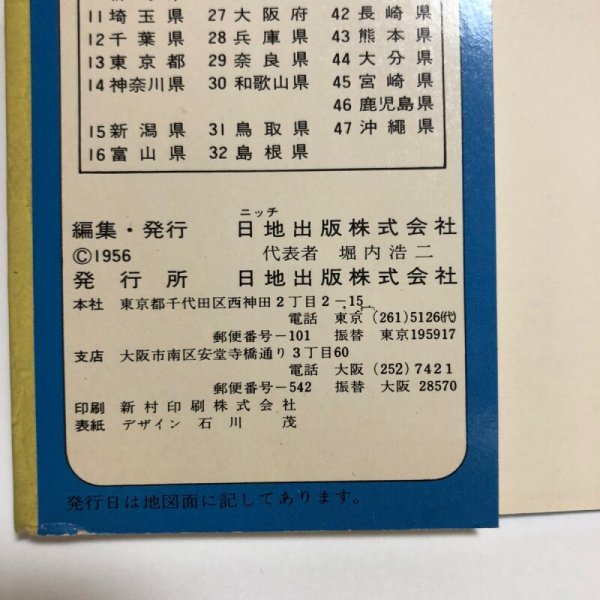 11 埼玉県 27 大阪府 42 長崎県
12 千葉県 28 兵庫県 43 熊本県
13 東京都 29 奈良県 44 大分県
14 神奈川県 30 和歌山県 45 宮崎県
46 鹿児島県
15 新潟県 31 鳥取県 47 沖縄県
16 富山県 32 島根県
ニッチ
編集・発行 日地出版株式会社
©1956 代表者 堀内浩二
発行所 日地出版株式会社
本社 東京都千代田区西神田2丁目2-15
電話 東京 (261) 5126(代)
郵便番号-101 振替 東京 195917
支店 大阪市南区安堂寺橋通り3丁目60
電話 大阪 (252) 7421
郵便番号-542 振替 大阪 28570
印刷 新村印刷株式会社
表紙 デザイン 石川 茂
発行日は地図面に記してあります。